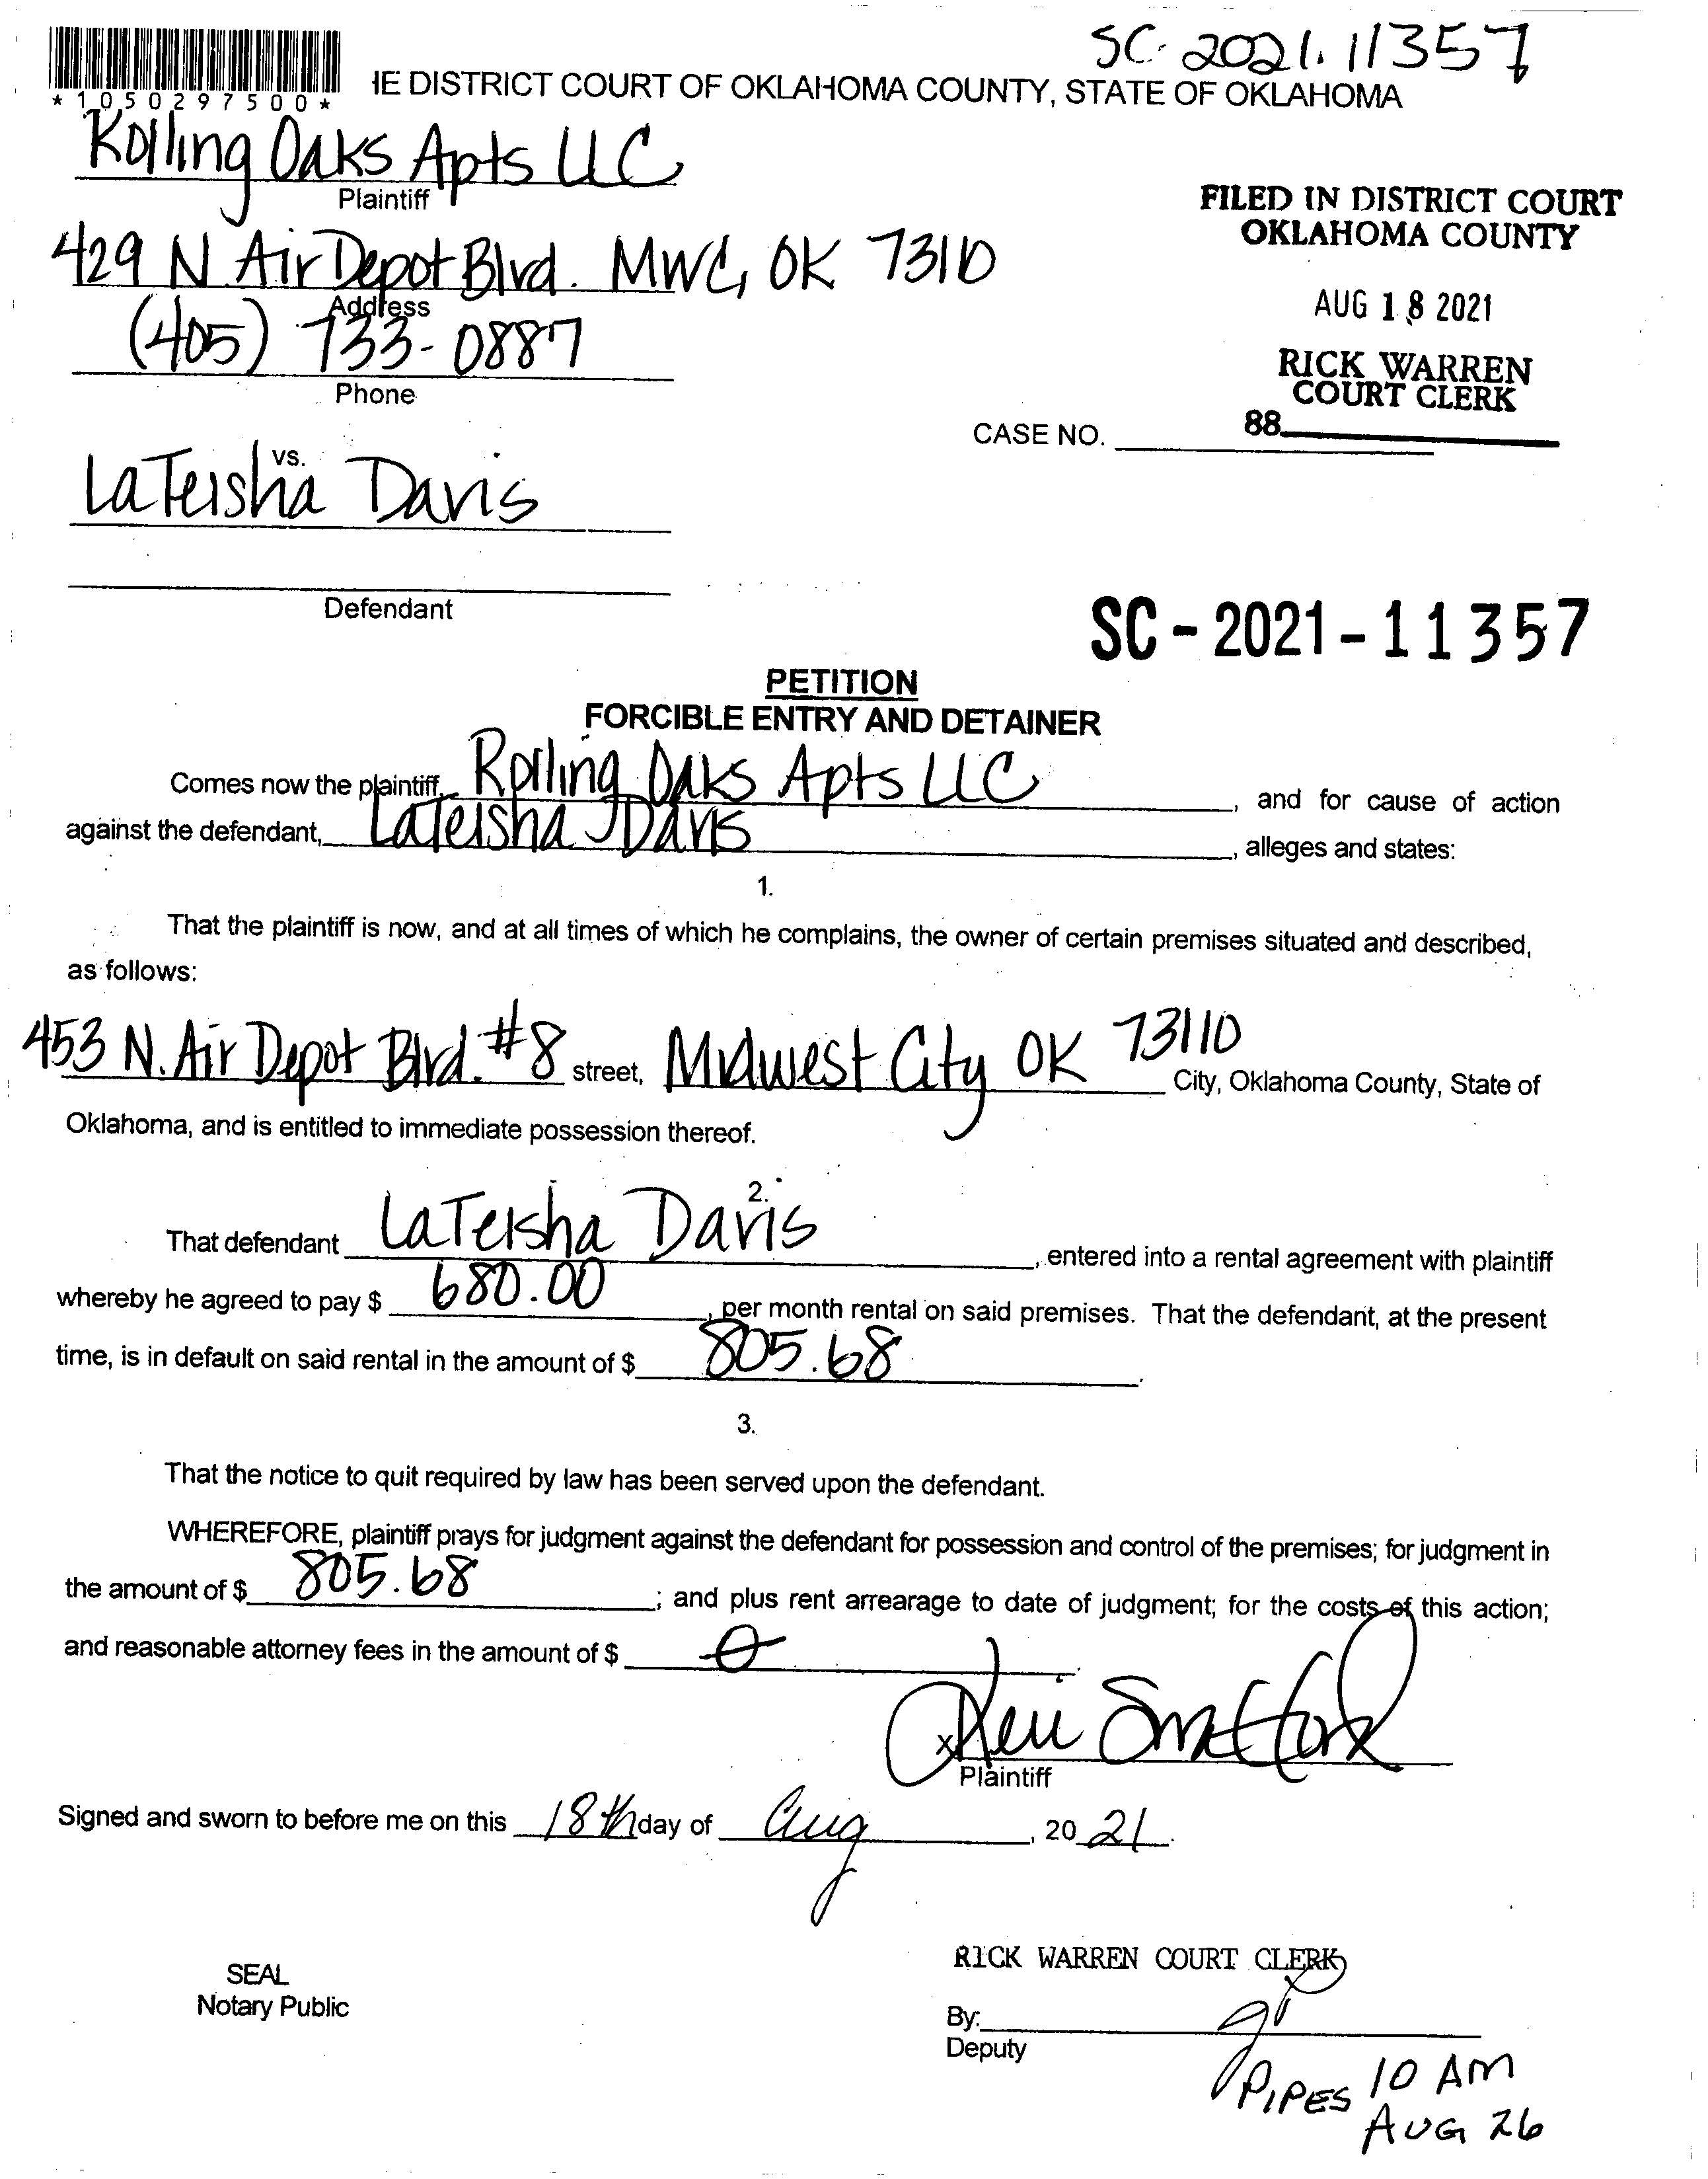 SC-2021-11357
*1050297500*
IE DISTRICT COURT OF OKLAHOMA COUNTY, STATE OF OKLAHOMA
Rolling Oaks Apts LLC
Plaintiff
FILED IN DISTRICT COURT
OKLAHOMA COUNTY
429 N Air Depot Blvd. MWC, OK 73110
Address
AUG 18 2021
(405) 733-0887
Phone
RICK WARREN
COURT CLERK
CASE NO.
88
vs.
LaTeisha Davis
Defendant
SC-2021-11357
PETITION
FORCIBLE ENTRY AND DETAINER
Comes now the plaintiff, Rolling Oaks Apts LLC, and for cause of action
against the defendant, LaTeisha Davis, alleges and states:
1.
That the plaintiff is now, and at all times of which he complains, the owner of certain premises situated and described,
as follows:
453 N. Air Depot Blvd. #8 street, Midwest City OK 73110 City, Oklahoma County, State of
Oklahoma, and is entitled to immediate possession thereof.
2.
That defendant LaTeisha Davis, entered into a rental agreement with plaintiff
whereby he agreed to pay $ 680.00, per month rental on said premises. That the defendant, at the present
time, is in default on said rental in the amount of $ 805.68.
3.
That the notice to quit required by law has been served upon the defendant.
WHEREFORE, plaintiff prays for judgment against the defendant for possession and control of the premises; for judgment in
the amount of $ 805.68; and plus rent arrearage to date of judgment; for the costs of this action;
and reasonable attorney fees in the amount of $ 0
x
Plaintiff
Signed and sworn to before me on this 18th day of Aug, 20 21.
SEAL
Notary Public
RICK WARREN COURT CLERK
By:
Deputy
PIPES 10 AM
AUG 26